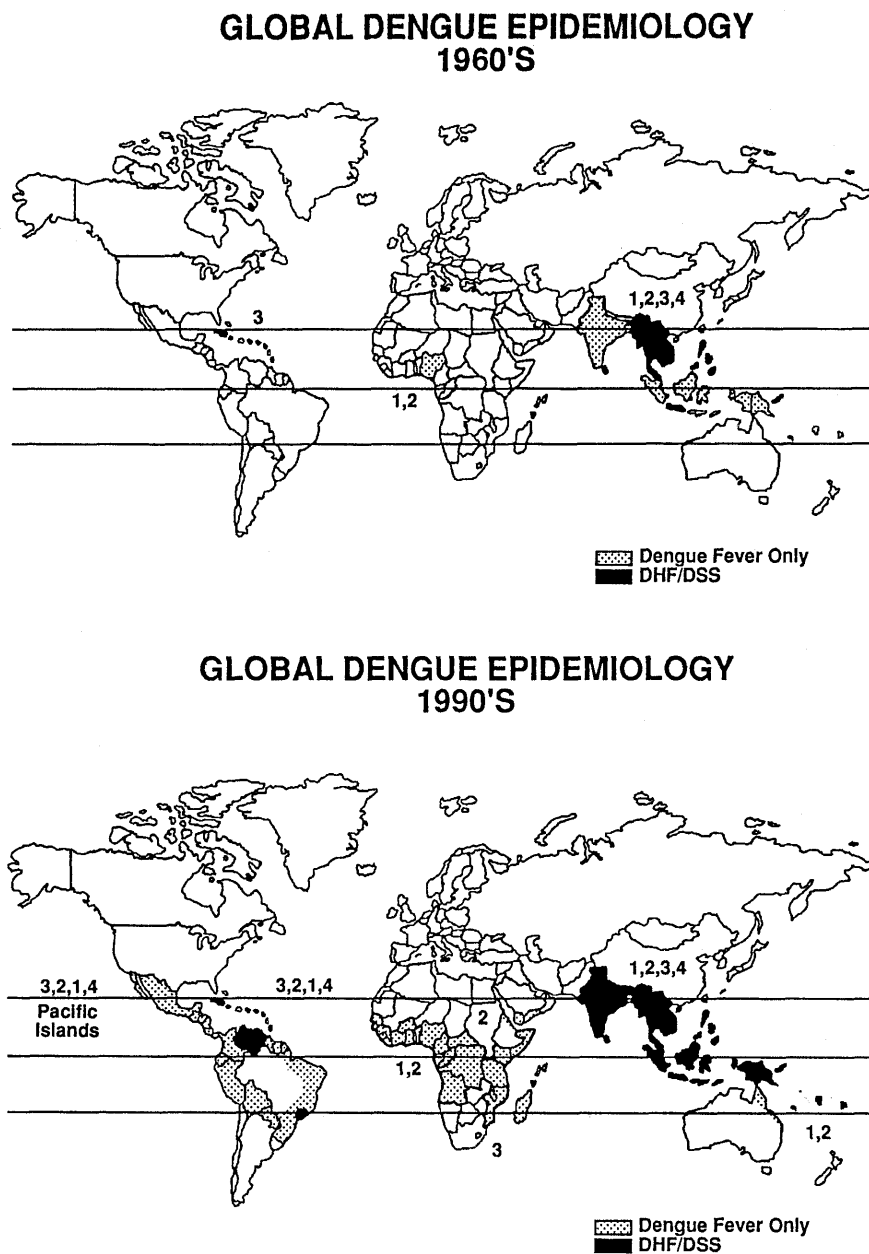 GLOBAL DENGUE EPIDEMIOLOGY
1960'S
1,2,3,4
3
1,2
Dengue Fever Only
DHF/DSS
GLOBAL DENGUE EPIDEMIOLOGY
1990'S
1,2,3,4
3,2,1,4
3,2,1,4
Pacific
Islands
2
1,2
1,2
3
Dengue Fever Only
DHF/DSS